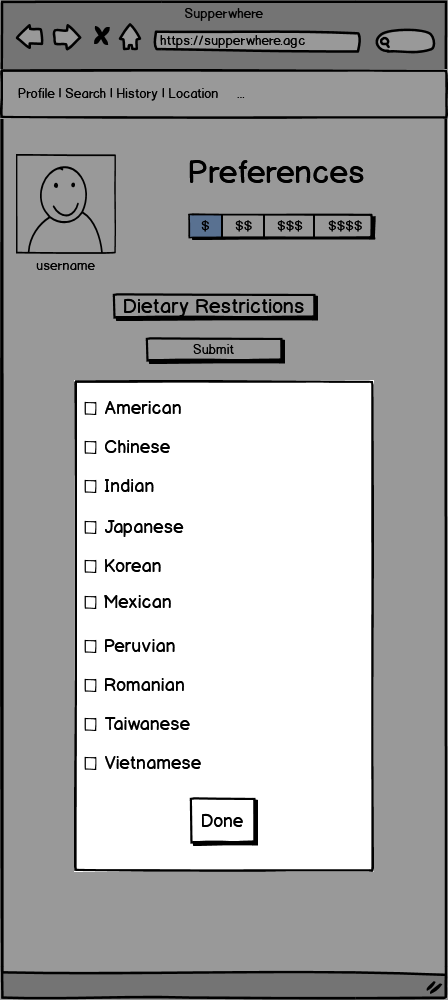 Supperwhere
https://supperwhere.agc
Profile | Search | History | Location ...
Preferences
$ $$ $$$ $$$$
username
Dietary Restrictions
Submit
American
Chinese
Indian
Japanese
Korean
Mexican
Peruvian
Romanian
Taiwanese
Vietnamese
Done